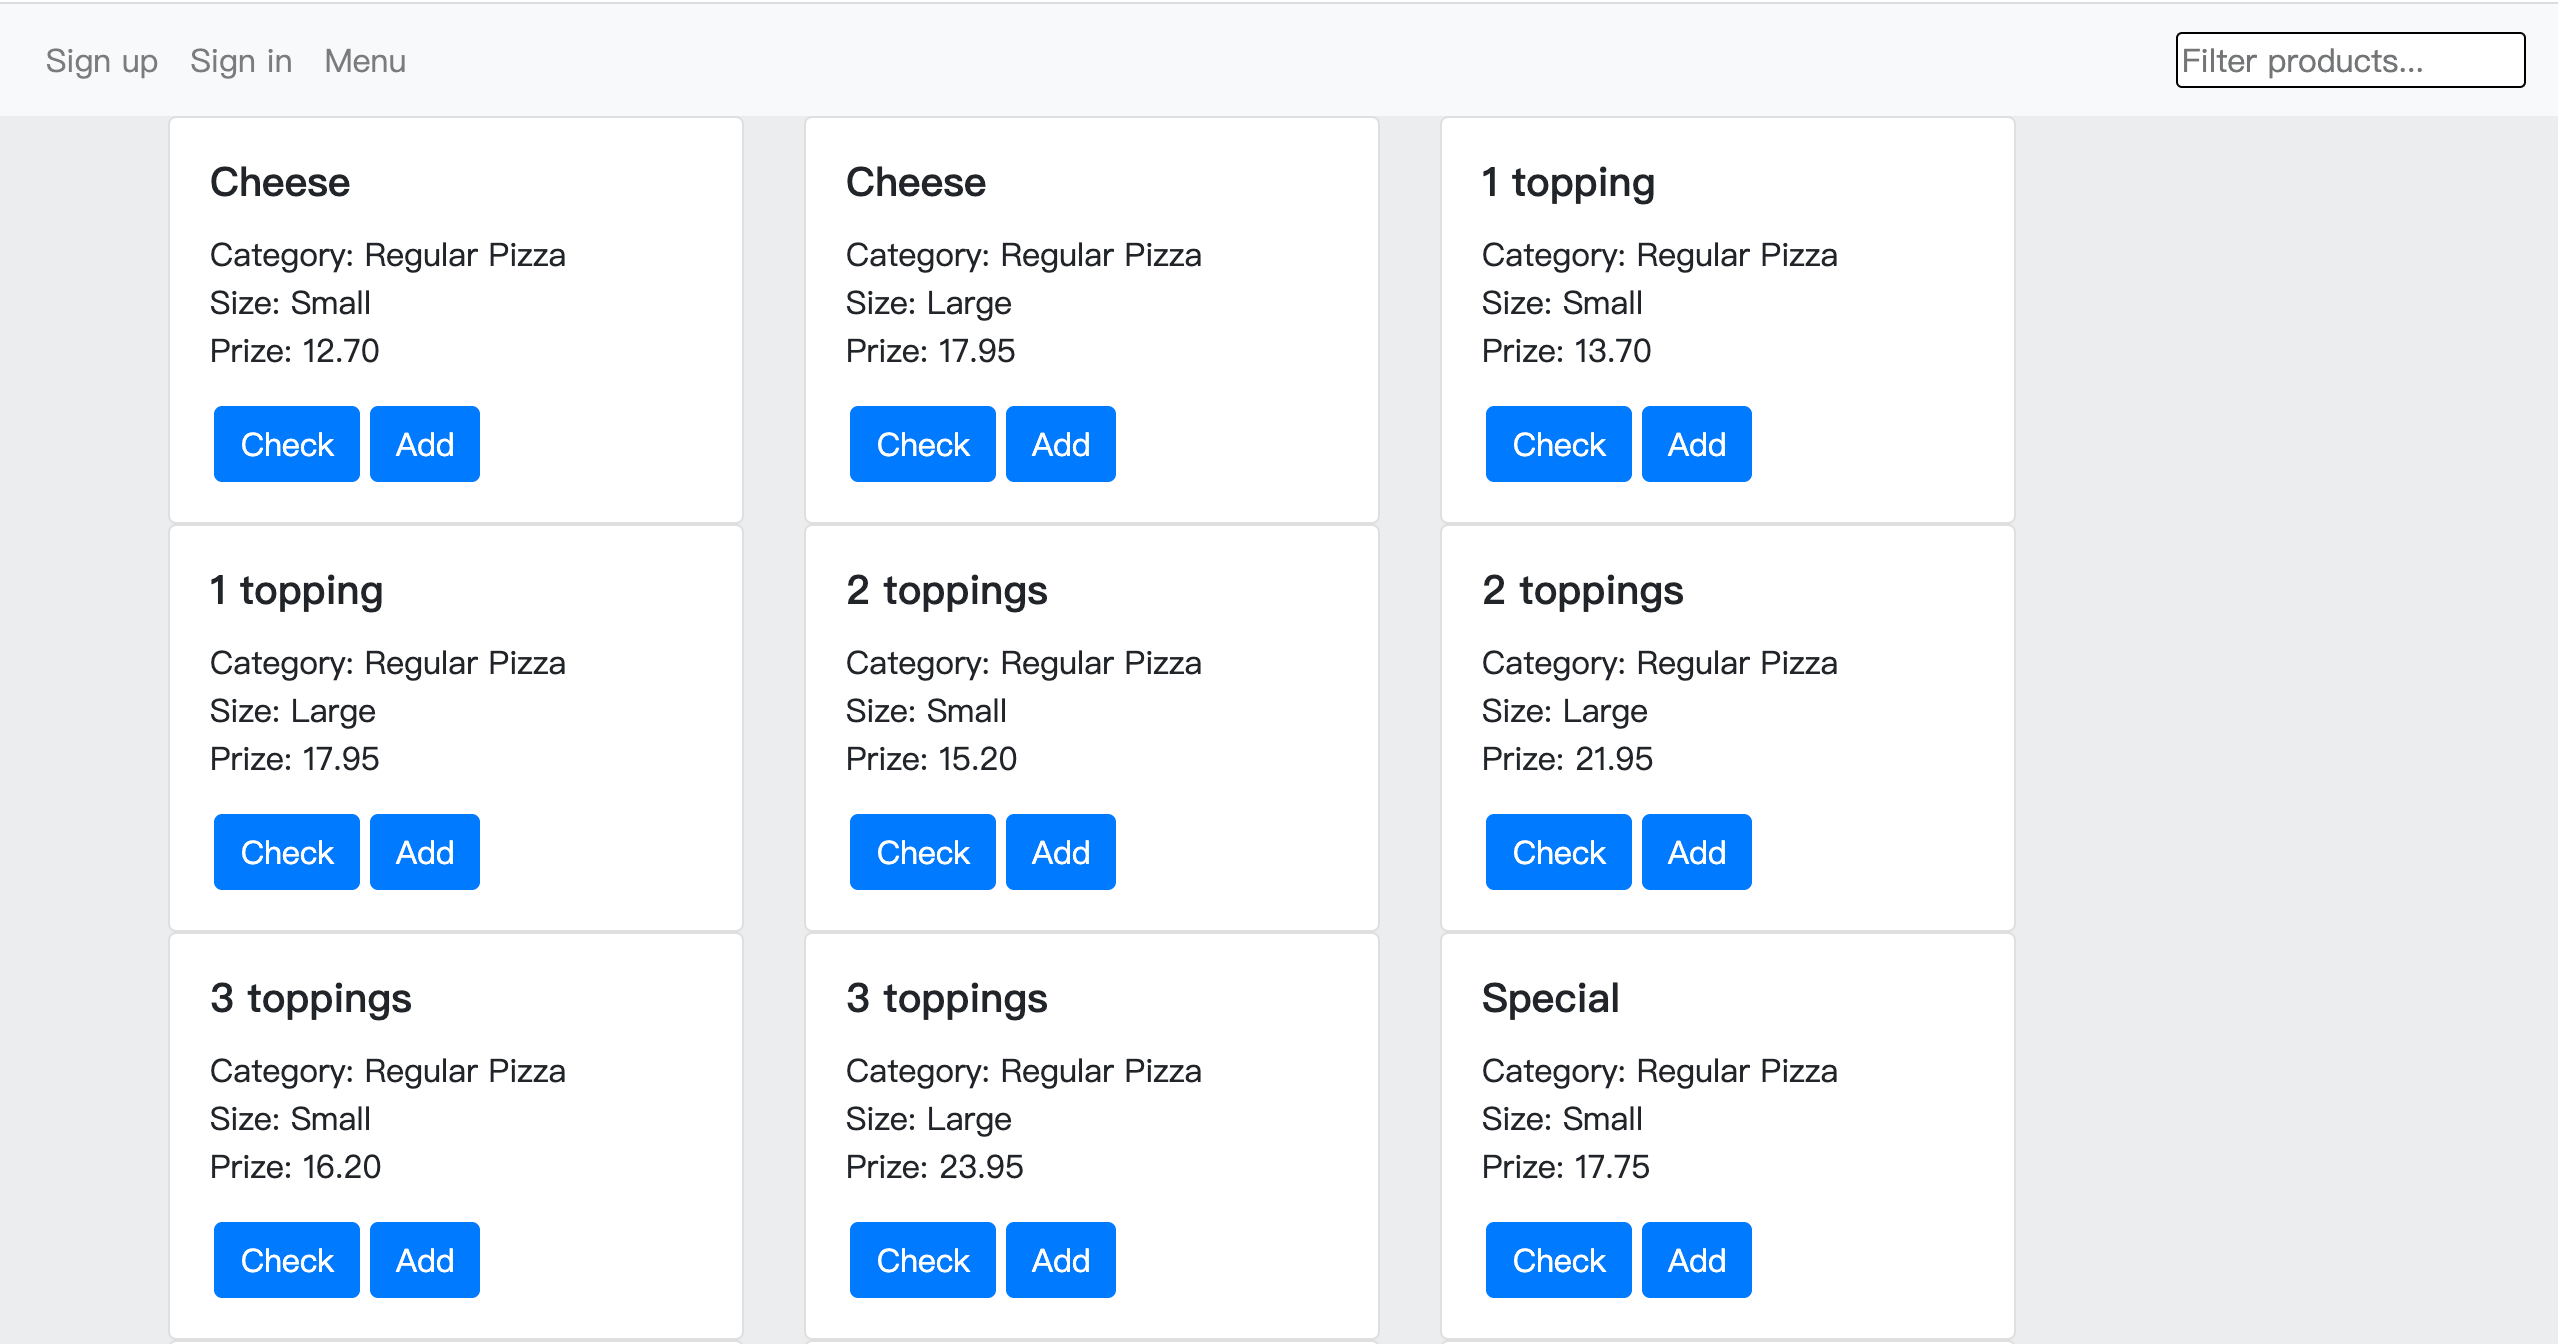 Sign up Sign in Menu Filter products...
Cheese
Category: Regular Pizza
Size: Small
Prize: 12.70
Check Add
Cheese
Category: Regular Pizza
Size: Large
Prize: 17.95
Check Add
1 topping
Category: Regular Pizza
Size: Small
Prize: 13.70
Check Add
1 topping
Category: Regular Pizza
Size: Large
Prize: 17.95
Check Add
2 toppings
Category: Regular Pizza
Size: Small
Prize: 15.20
Check Add
2 toppings
Category: Regular Pizza
Size: Large
Prize: 21.95
Check Add
3 toppings
Category: Regular Pizza
Size: Small
Prize: 16.20
Check Add
3 toppings
Category: Regular Pizza
Size: Large
Prize: 23.95
Check Add
Special
Category: Regular Pizza
Size: Small
Prize: 17.75
Check Add